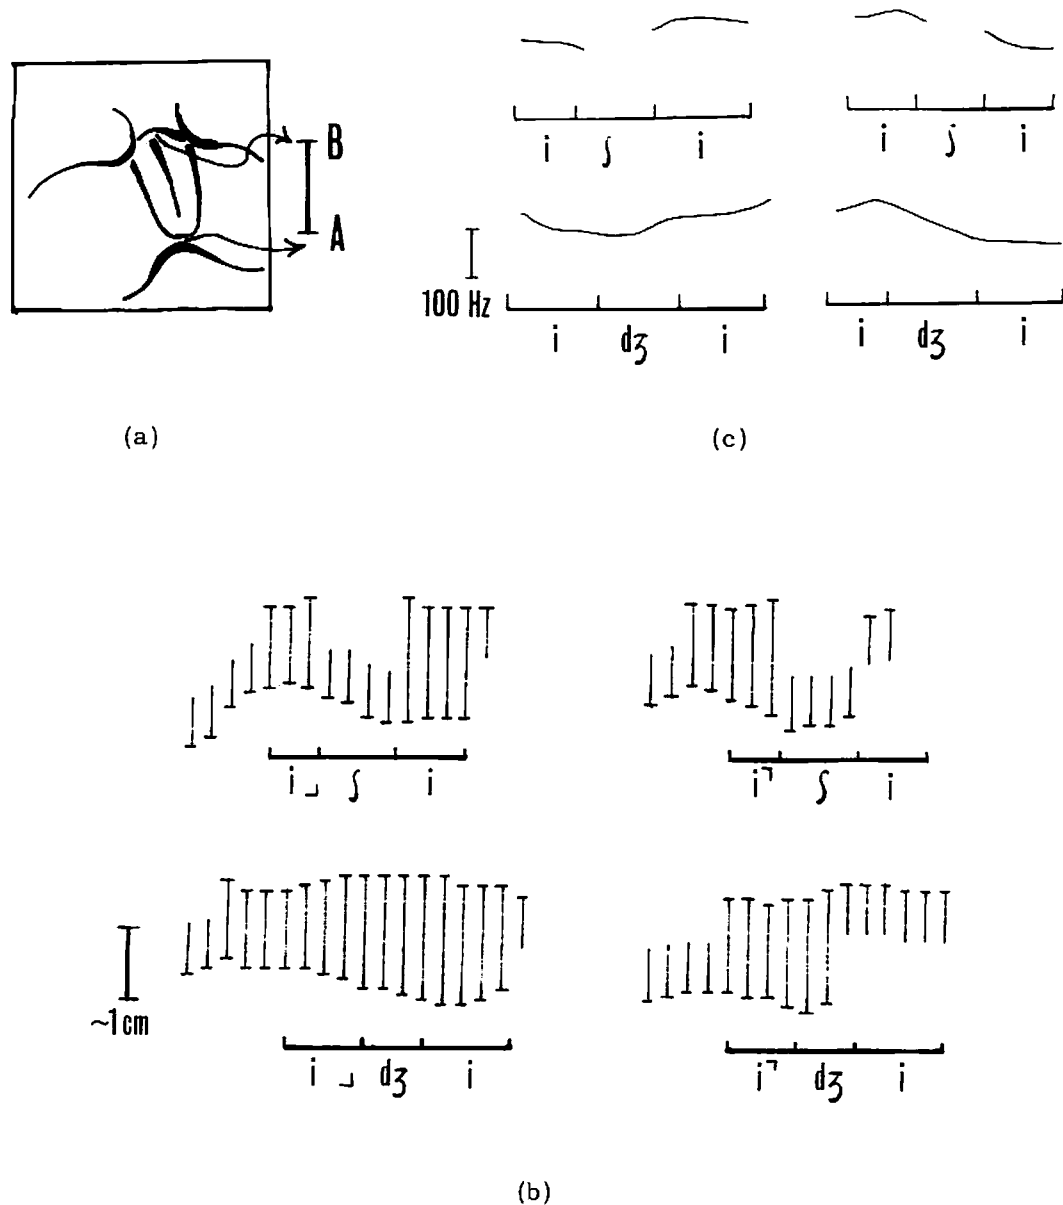 B
A
i ʃ i
i ʃ i
100 Hz
i dʒ i
i dʒ i
(a)
(c)
i ⌟ ʃ i
i ⌝ ʃ i
~1cm
i ⌟ dʒ i
i ⌝ dʒ i
(b)